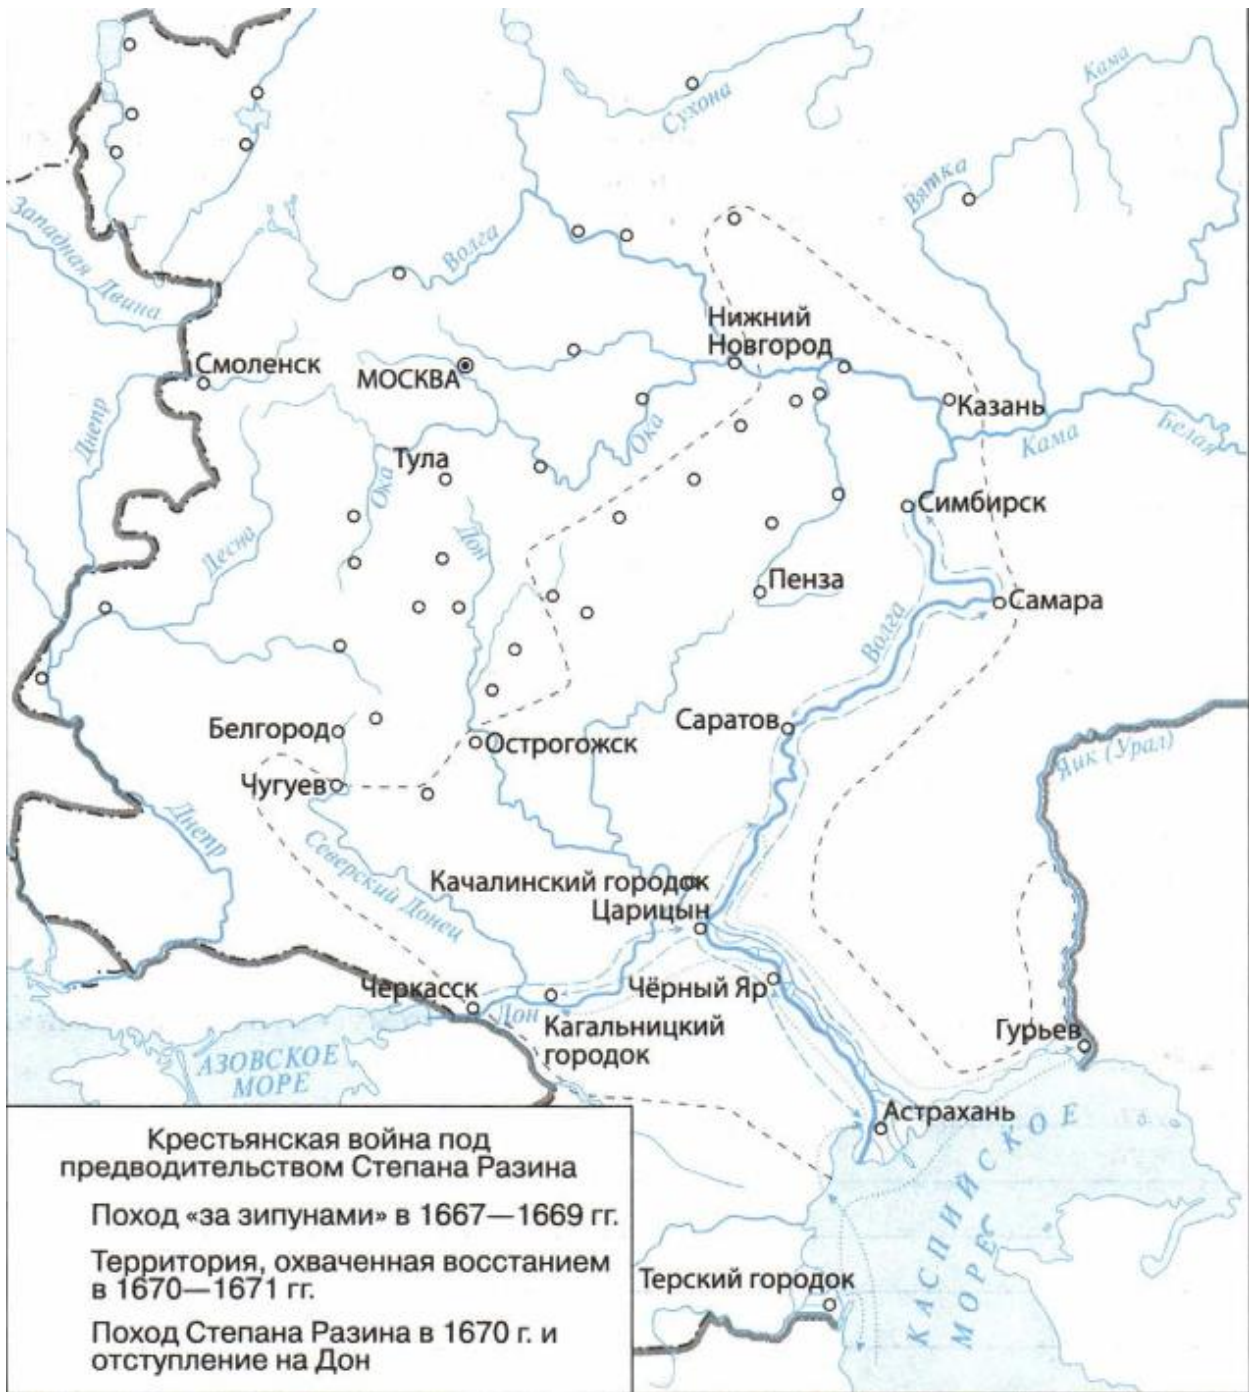 Сухона
Кама
Вятка
Западная Двина
Волга
Нижний
Новгород
Смоленск
МОСКВА
Казань
Днепр
Ока
Кама
Белая
Тула
Ока
Симбирск
Десна
Дон
Пенза
Самара
Волга
Белгород
Саратов
Острогожск
Яик (Урал)
Чугуев
Днепр
Северский Донец
Качалинский городок
Царицын
Черкасск
Дон
Чёрный Яр
Кагальницкий
городок
Гурьев
АЗОВСКОЕ
МОРЕ
Астрахань
КАСПИЙСКОЕ
МОРЕ
Терский городок
Крестьянская война под
предводительством Степана Разина
Поход «за зипунами» в 1667—1669 гг.
Территория, охваченная восстанием
в 1670—1671 гг.
Поход Степана Разина в 1670 г. и
отступление на Дон